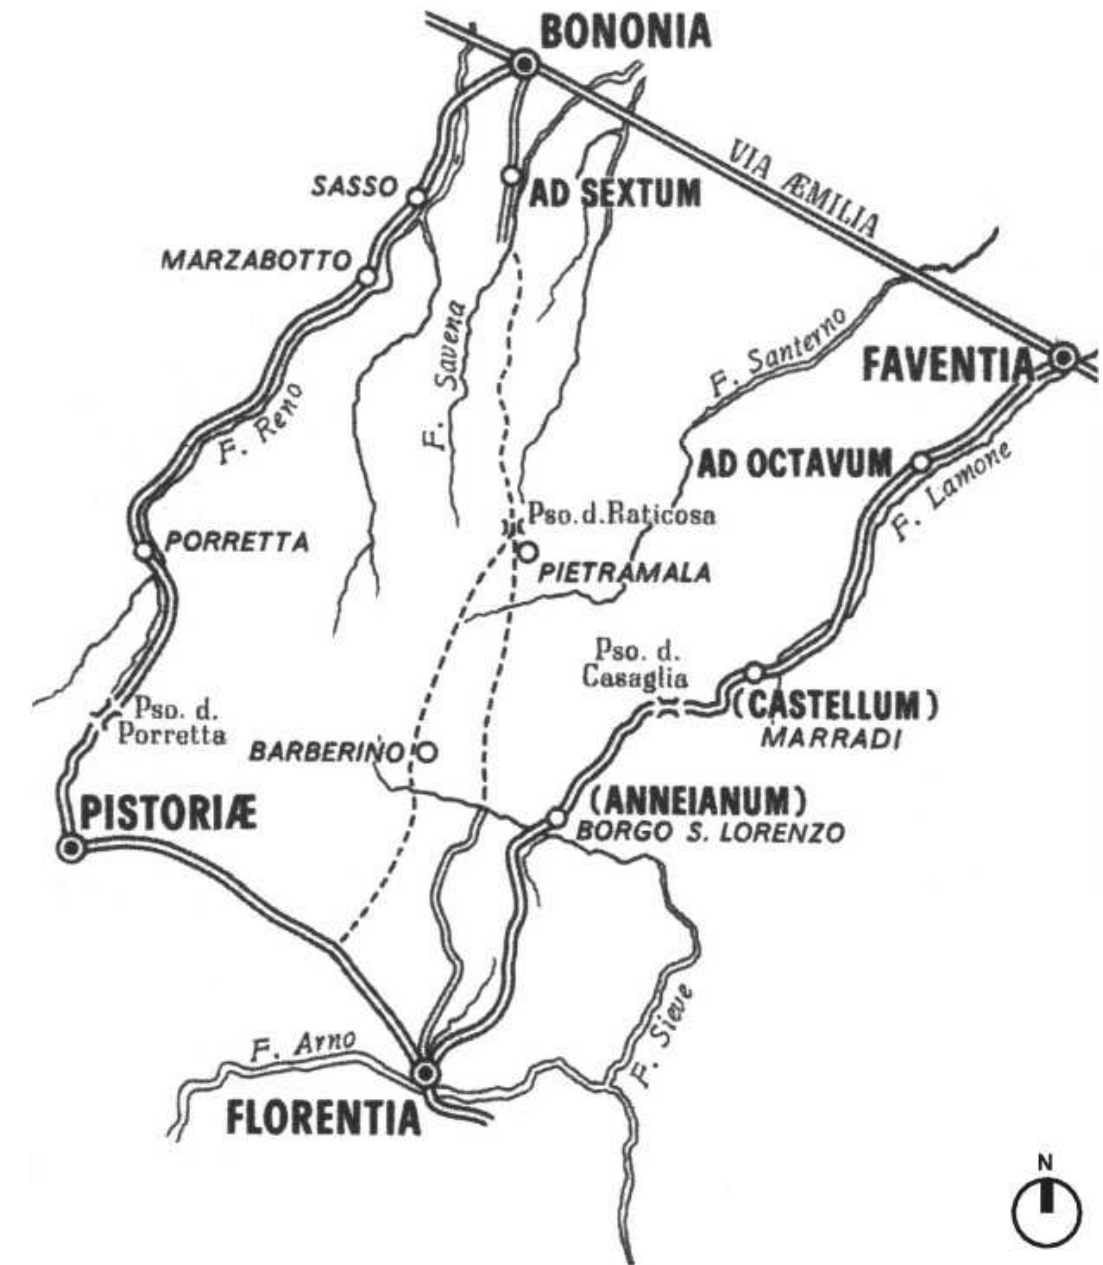 BONONIA
VIA ÆMILIA
SASSO
AD SEXTUM
MARZABOTTO
F. Savena
F. Santerno
FAVENTIA
F. Reno
AD OCTAVUM
F. Lamone
Pso. d. Raticosa
PORRETTA
PIETRAMALA
Pso. d.
Casaglia
(CASTELLUM)
MARRADI
Pso. d.
Porretta
BARBERINO
PISTORIÆ
(ANNEIANUM)
BORGO S. LORENZO
F. Sieve
F. Arno
FLORENTIA
N